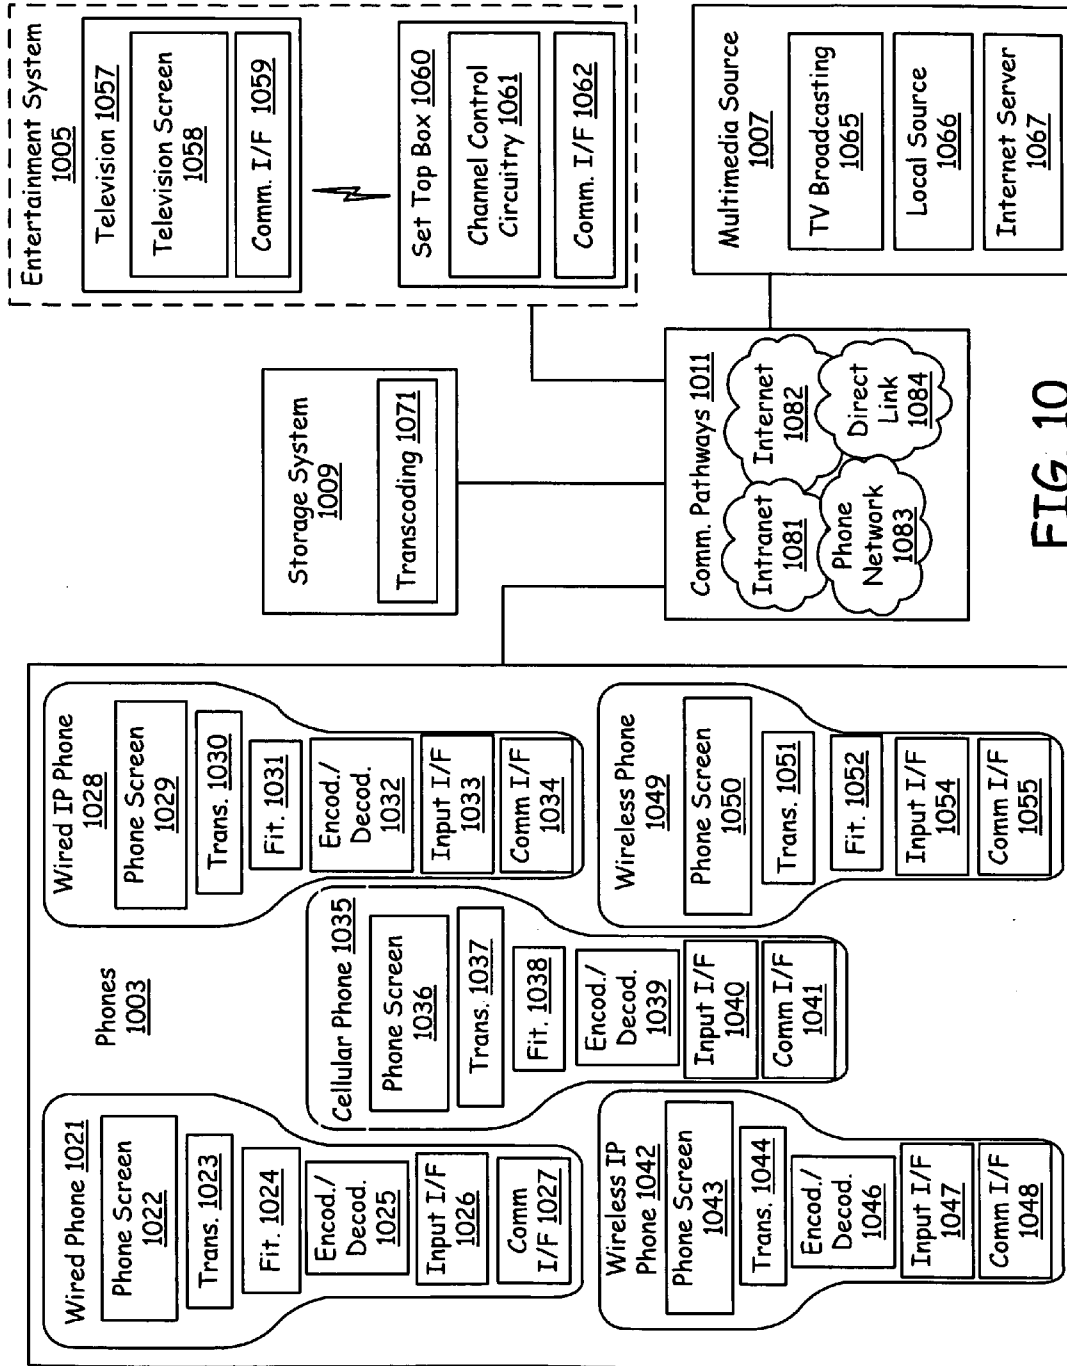 Phones
1003
Wired Phone 1021
Phone Screen
1022
Trans. 1023
Fit. 1024
Encod./
Decod.
1025
Input I/F
1026
Comm
I/F 1027
Wired IP Phone
1028
Phone Screen
1029
Trans. 1030
Fit. 1031
Encod./
Decod.
1032
Input I/F
1033
Comm I/F
1034
Cellular Phone 1035
Phone Screen
1036
Trans. 1037
Fit. 1038
Encod./
Decod.
1039
Input I/F
1040
Comm I/F
1041
Wireless IP
Phone 1042
Phone Screen
1043
Trans. 1044
Encod./
Decod.
1046
Input I/F
1047
Comm I/F
1048
Wireless Phone
1049
Phone Screen
1050
Trans. 1051
Fit. 1052
Input I/F
1054
Comm I/F
1055
Storage System
1009
Transcoding 1071
Entertainment System
1005
Television 1057
Television Screen
1058
Comm. I/F 1059
Set Top Box 1060
Channel Control
Circuitry 1061
Comm. I/F 1062
Comm. Pathways 1011
Intranet
1081
Internet
1082
Phone
Network
1083
Direct
Link
1084
Multimedia Source
1007
TV Broadcasting
1065
Local Source
1066
Internet Server
1067
FIG. 10